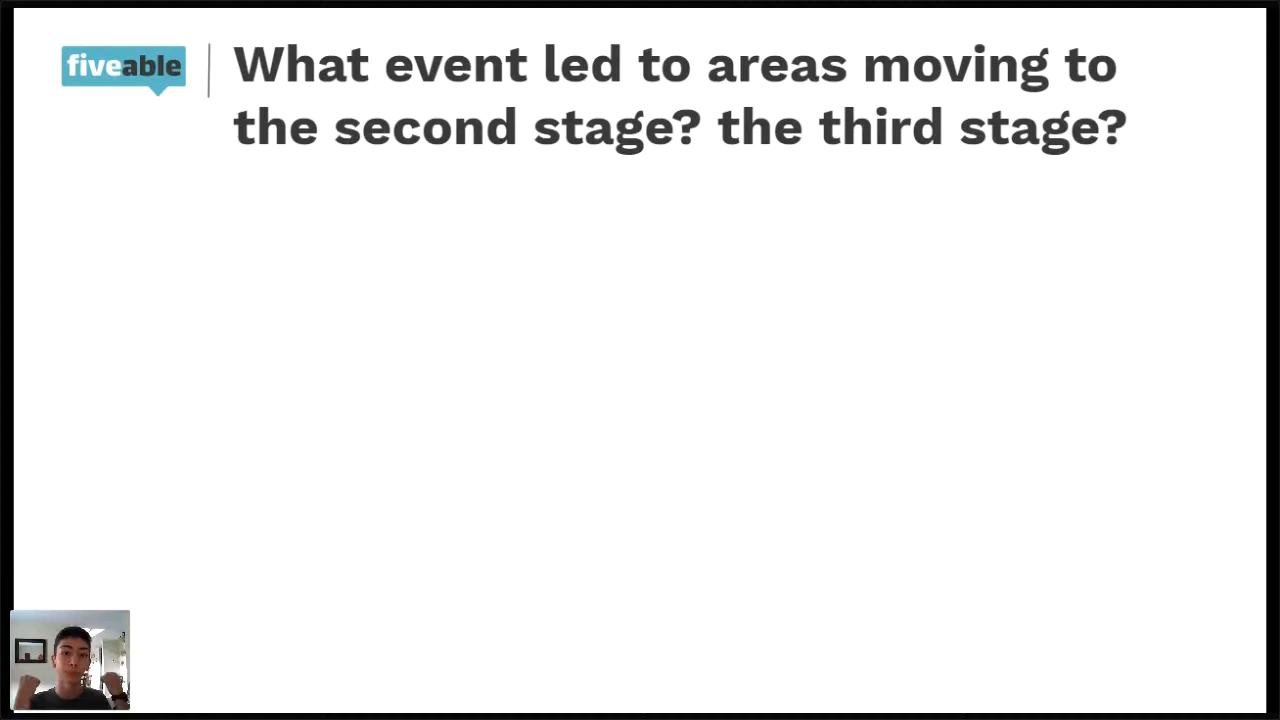 fiveable
What event led to areas moving to
the second stage? the third stage?